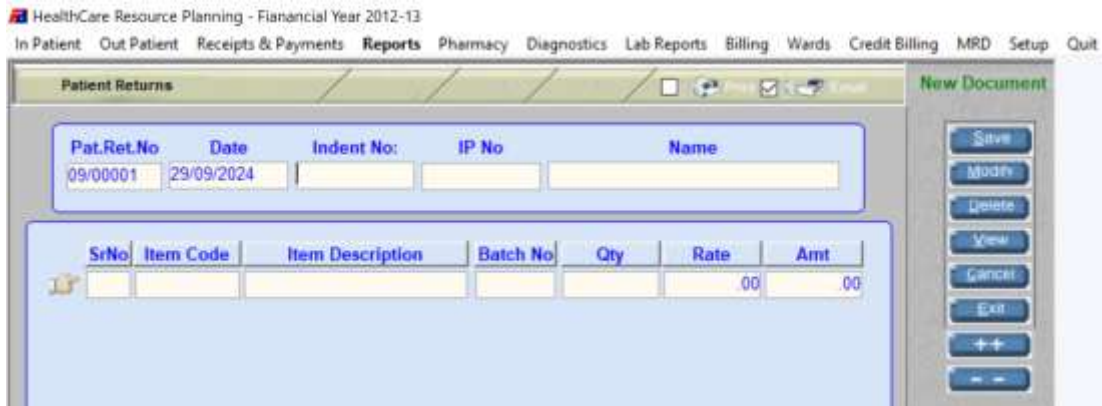 HealthCare Resource Planning - Fianancial Year 2012-13
In Patient Out Patient Receipts & Payments Reports Pharmacy Diagnostics Lab Reports Billing Wards Credit Billing MRD Setup Quit
Patient Returns
New Document
Pat.Ret.No Date Indent No: IP No Name
09/00001 29/09/2024
SrNo Item Code Item Description Batch No Qty Rate Amt
.00 .00
Save
Modify
Delete
View
Cancel
Exit
++
- -